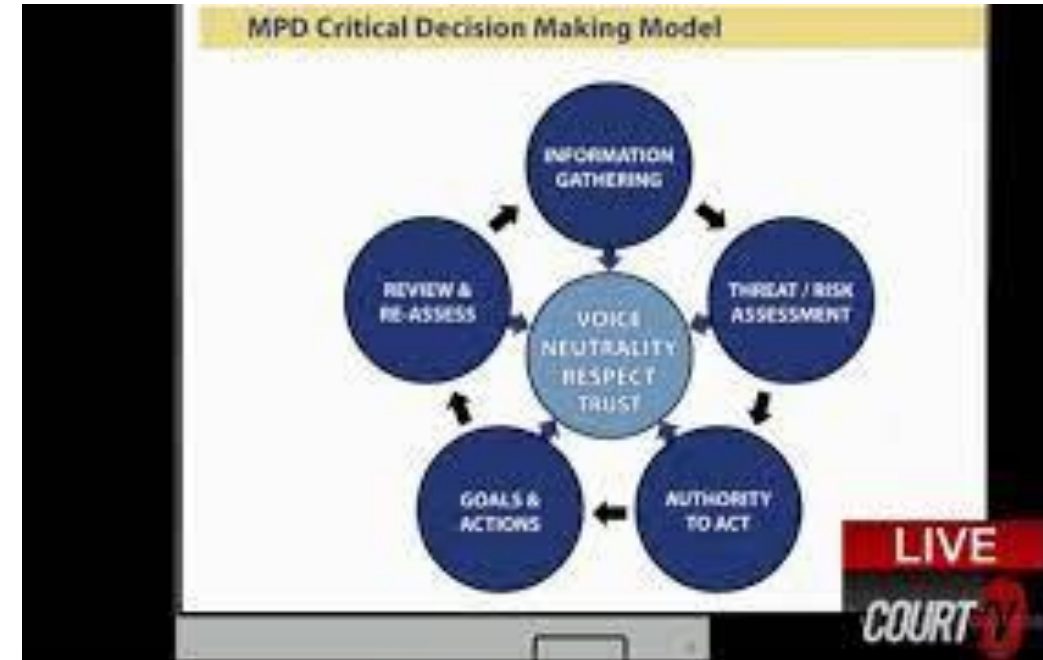 MPD Critical Decision Making Model
INFORMATION
GATHERING
THREAT / RISK
ASSESSMENT
AUTHORITY
TO ACT
GOALS &
ACTIONS
REVIEW &
RE-ASSESS
VOICE
NEUTRALITY
RESPECT
TRUST
LIVE
COURT TV